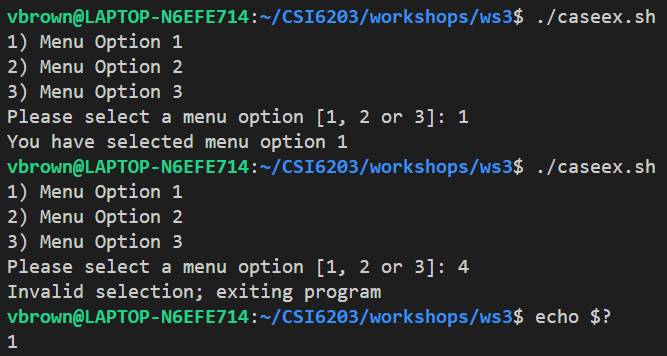 vbrown@LAPTOP-N6EFE714:~/CSI6203/workshops/ws3$ ./caseex.sh
1) Menu Option 1
2) Menu Option 2
3) Menu Option 3
Please select a menu option [1, 2 or 3]: 1
You have selected menu option 1
vbrown@LAPTOP-N6EFE714:~/CSI6203/workshops/ws3$ ./caseex.sh
1) Menu Option 1
2) Menu Option 2
3) Menu Option 3
Please select a menu option [1, 2 or 3]: 4
Invalid selection; exiting program
vbrown@LAPTOP-N6EFE714:~/CSI6203/workshops/ws3$ echo $?
1